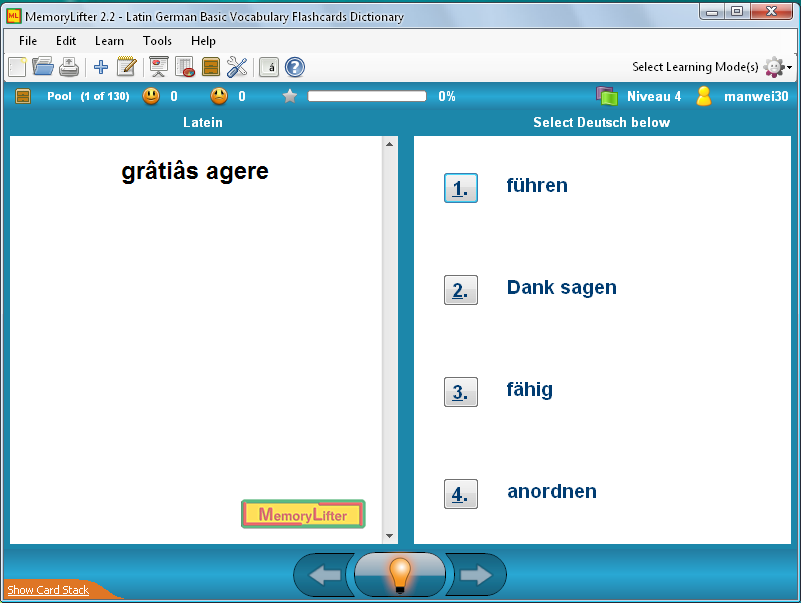 MemoryLifter 2.2 - Latin German Basic Vocabulary Flashcards Dictionary
File Edit Learn Tools Help
á ? Select Learning Mode(s)
Pool (1 of 130) 0 0 0% Niveau 4 manwei30
Latein
Select Deutsch below
grâtiâs agere
1. führen
2. Dank sagen
3. fähig
4. anordnen
MemoryLifter
Show Card Stack